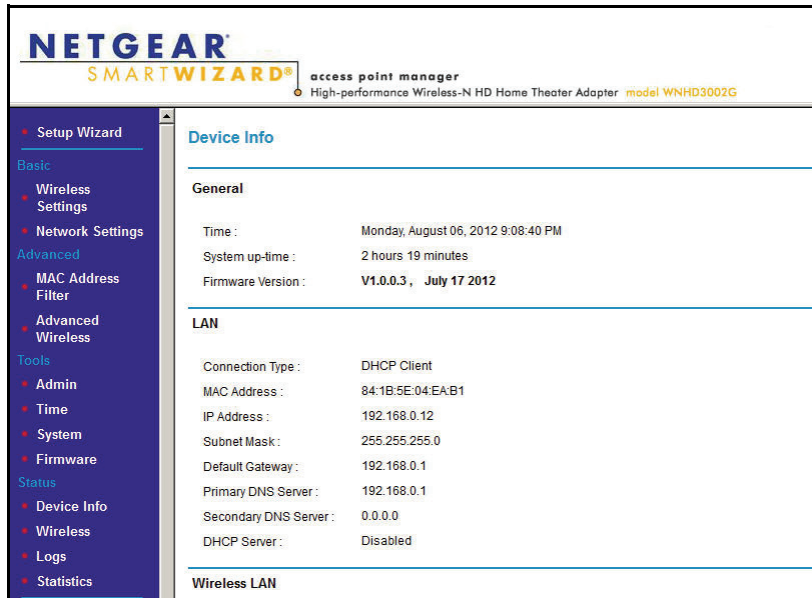 NETGEAR
SMARTWIZARD®
access point manager
High-performance Wireless-N HD Home Theater Adapter model WNHD3002G
Setup Wizard
Basic
Wireless
Settings
Network Settings
Advanced
MAC Address
Filter
Advanced
Wireless
Tools
Admin
Time
System
Firmware
Status
Device Info
Wireless
Logs
Statistics
Device Info
General
Time : Monday, August 06, 2012 9:08:40 PM
System up-time : 2 hours 19 minutes
Firmware Version : V1.0.0.3 , July 17 2012
LAN
Connection Type : DHCP Client
MAC Address : 84:1B:5E:04:EA:B1
IP Address : 192.168.0.12
Subnet Mask : 255.255.255.0
Default Gateway : 192.168.0.1
Primary DNS Server : 192.168.0.1
Secondary DNS Server : 0.0.0.0
DHCP Server : Disabled
Wireless LAN